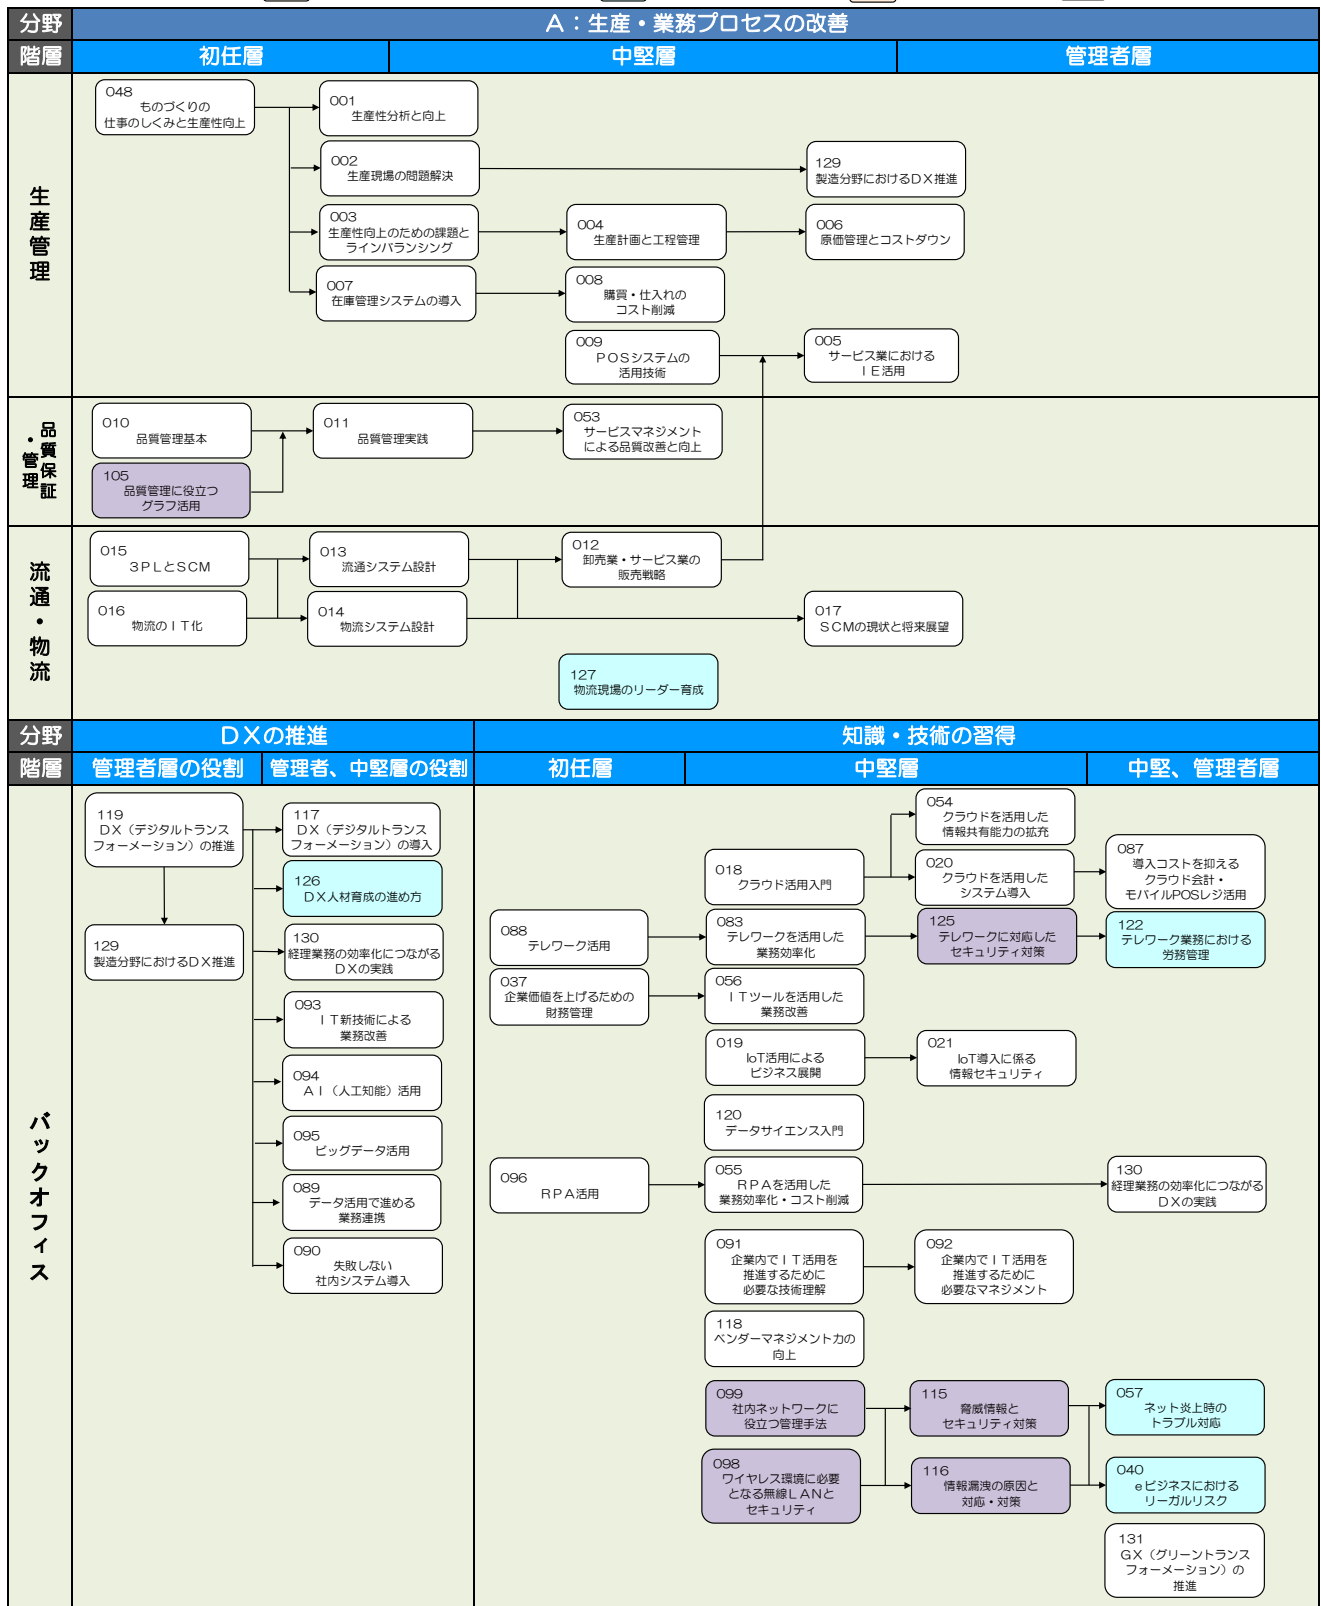 分野
A：生産・業務プロセスの改善
階層
初任層
中堅層
管理者層
生産管理
048
ものづくりの
仕事のしくみと生産性向上
001
生産性分析と向上
002
生産現場の問題解決
129
製造分野におけるDX推進
003
生産性向上のための課題と
ラインバランシング
004
生産計画と工程管理
006
原価管理とコストダウン
007
在庫管理システムの導入
008
購買・仕入れの
コスト削減
009
POSシステムの
活用技術
005
サービス業における
IE活用
品質保証
・管理
010
品質管理基本
011
品質管理実践
053
サービスマネジメント
による品質改善と向上
105
品質管理に役立つ
グラフ活用
流通・物流
015
3PLとSCM
013
流通システム設計
012
卸売業・サービス業の
販売戦略
016
物流のIT化
014
物流システム設計
017
SCMの現状と将来展望
127
物流現場のリーダー育成
分野
DXの推進
知識・技術の習得
階層
管理者層の役割
管理者、中堅層の役割
初任層
中堅層
中堅、管理者層
バックオフィス
119
DX（デジタルトランス
フォーメーション）の推進
129
製造分野におけるDX推進
117
DX（デジタルトランス
フォーメーション）の導入
126
DX人材育成の進め方
130
経理業務の効率化につながる
DXの実践
093
IT新技術による
業務改善
094
AI（人工知能）活用
095
ビッグデータ活用
089
データ活用で進める
業務連携
090
失敗しない
社内システム導入
054
クラウドを活用した
情報共有能力の拡充
018
クラウド活用入門
020
クラウドを活用した
システム導入
087
導入コストを抑える
クラウド会計・
モバイルPOSレジ活用
088
テレワーク活用
083
テレワークを活用した
業務効率化
125
テレワークに対応した
セキュリティ対策
122
テレワーク業務における
労務管理
037
企業価値を上げるための
財務管理
056
ITツールを活用した
業務改善
019
IoT活用による
ビジネス展開
021
IoT導入に係る
情報セキュリティ
120
データサイエンス入門
096
RPA活用
055
RPAを活用した
業務効率化・コスト削減
130
経理業務の効率化につながる
DXの実践
091
企業内でIT活用を
推進するために
必要な技術理解
092
企業内でIT活用を
推進するために
必要なマネジメント
118
ベンダーマネジメント力の
向上
099
社内ネットワークに
役立つ管理手法
115
脅威情報と
セキュリティ対策
057
ネット炎上時の
トラブル対応
098
ワイヤレス環境に必要
となる無線LANと
セキュリティ
116
情報漏洩の原因と
対応・対策
040
eビジネスにおける
リーガルリスク
131
GX（グリーントランス
フォーメーション）の
推進